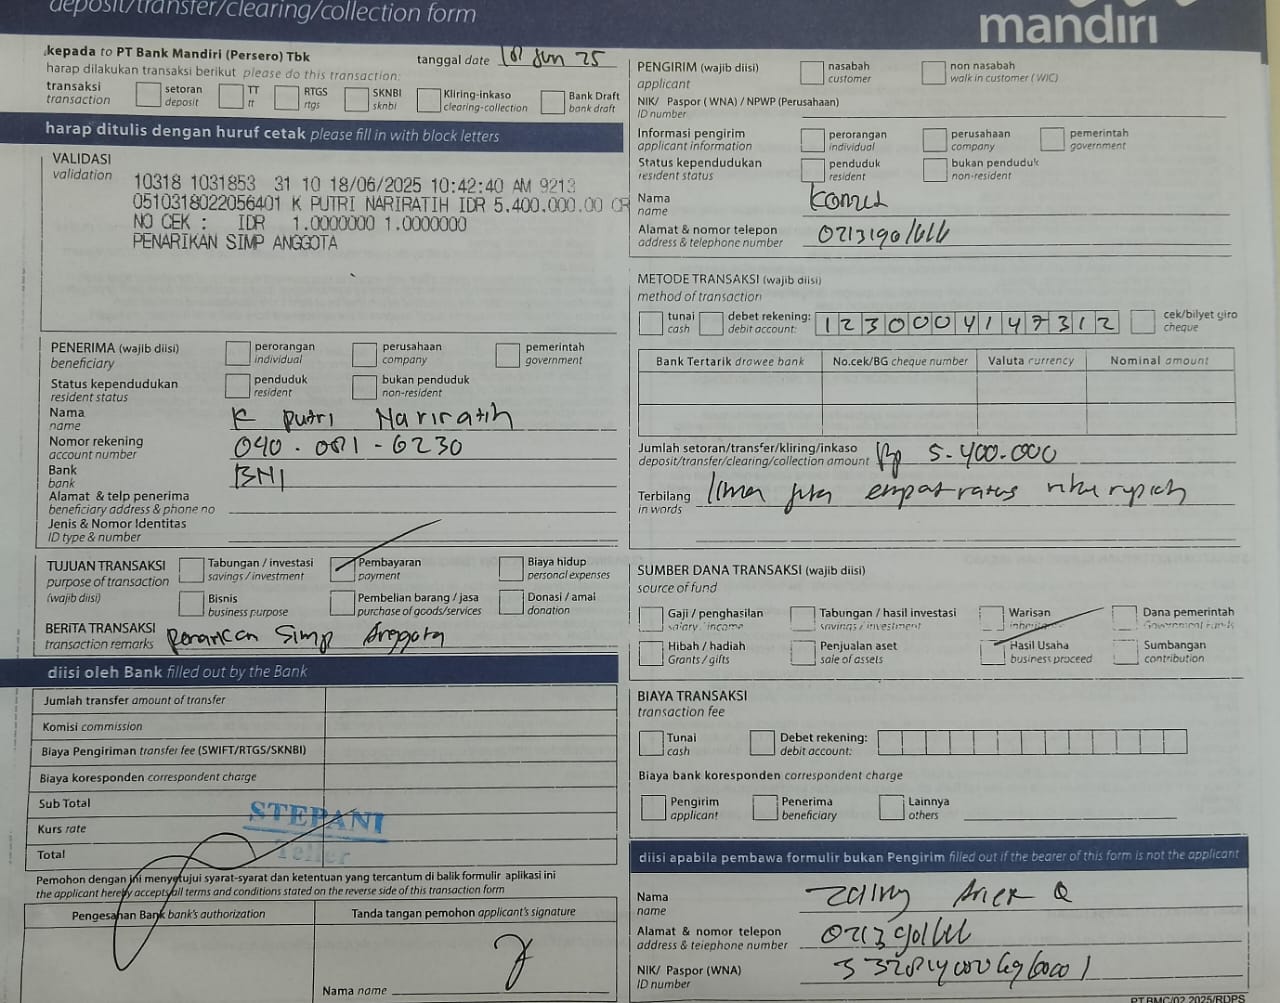 deposit/transfer/clearing/collection form
mandiri
kepada to PT Bank Mandiri (Persero) Tbk
tanggal date 18 Jun 25
harap dilakukan transaksi berikut please do this transaction:
transaksi transaction
setoran deposit
TT tt
RTGS rtgs
SKNBI sknbi
Kliring-inkaso clearing-collection
Bank Draft bank draft
harap ditulis dengan huruf cetak please fill in with block letters
VALIDASI
validation
10318 1031853 31 10 18/06/2025 10:42:40 AM 9213
0510318022056401 K PUTRI NARIRATIH IDR 5.400.000.00 CR
NO CEK : IDR 1.0000000 1.0000000
PENARIKAN SIMP ANGGOTA
PENERIMA (wajib diisi)
beneficiary
perorangan individual
perusahaan company
pemerintah government
Status kependudukan
resident status
penduduk resident
bukan penduduk non-resident
Nama
name
K Putri Nariratih
Nomor rekening
account number
Bank
bank
BNI
Alamat & telp penerima
beneficiary address & phone no
Jenis & Nomor Identitas
ID type & number
TUJUAN TRANSAKSI
purpose of transaction
(wajib diisi)
Tabungan / investasi savings / investment
Pembayaran payment
Biaya hidup personal expenses
Bisnis business purpose
Pembelian barang / jasa purchase of goods/services
Donasi / amal donation
BERITA TRANSAKSI
transaction remarks
Penarikan Simp Anggota
diisi oleh Bank filled out by the Bank
Jumlah transfer amount of transfer
Komisi commission
Biaya Pengiriman transfer fee (SWIFT/RTGS/SKNBI)
Biaya koresponden correspondent charge
Sub Total
Kurs rate
Total
STEPANI
Teller
Pemohon dengan ini menyetujui syarat-syarat dan ketentuan yang tercantum di balik formulir aplikasi ini
the applicant hereby accepts all terms and conditions stated on the reverse side of this transaction form
Pengesahan Bank bank's authorization
Tanda tangan pemohon applicant's signature
Nama name
PENGIRIM (wajib diisi)
applicant
nasabah customer
non nasabah walk in customer (WIC)
NIK/ Paspor ( WNA) / NPWP (Perusahaan)
ID number
Informasi pengirim
applicant information
perorangan individual
perusahaan company
pemerintah government
Status kependudukan
resident status
penduduk resident
bukan penduduk non-resident
Nama
name
Alamat & nomor telepon
address & telephone number
METODE TRANSAKSI (wajib diisi)
method of transaction
tunai cash
debet rekening: debit account:
1230004147312
cek/bilyet giro cheque
Bank Tertarik drawee bank
No.cek/BG cheque number
Valuta currency
Nominal amount
Jumlah setoran/transfer/kliring/inkaso
deposit/transfer/clearing/collection amount
Rp 5.400.000
Terbilang
in words
lima juta empat ratus ribu rupiah
SUMBER DANA TRANSAKSI (wajib diisi)
source of fund
Gaji / penghasilan salary / income
Tabungan / hasil investasi savings / investment
Warisan inheritance
Dana pemerintah Government Funds
Hibah / hadiah Grants / gifts
Penjualan aset sale of assets
Hasil Usaha business proceed
Sumbangan contribution
BIAYA TRANSAKSI
transaction fee
Tunai cash
Debet rekening: debit account:
Biaya bank koresponden correspondent charge
Pengirim applicant
Penerima beneficiary
Lainnya others
diisi apabila pembawa formulir bukan Pengirim filled out if the bearer of this form is not the applicant
Nama
name
Alamat & nomor telepon
address & telephone number
NIK/ Paspor (WNA)
ID number
PT.BMC/02.2025/RDPS